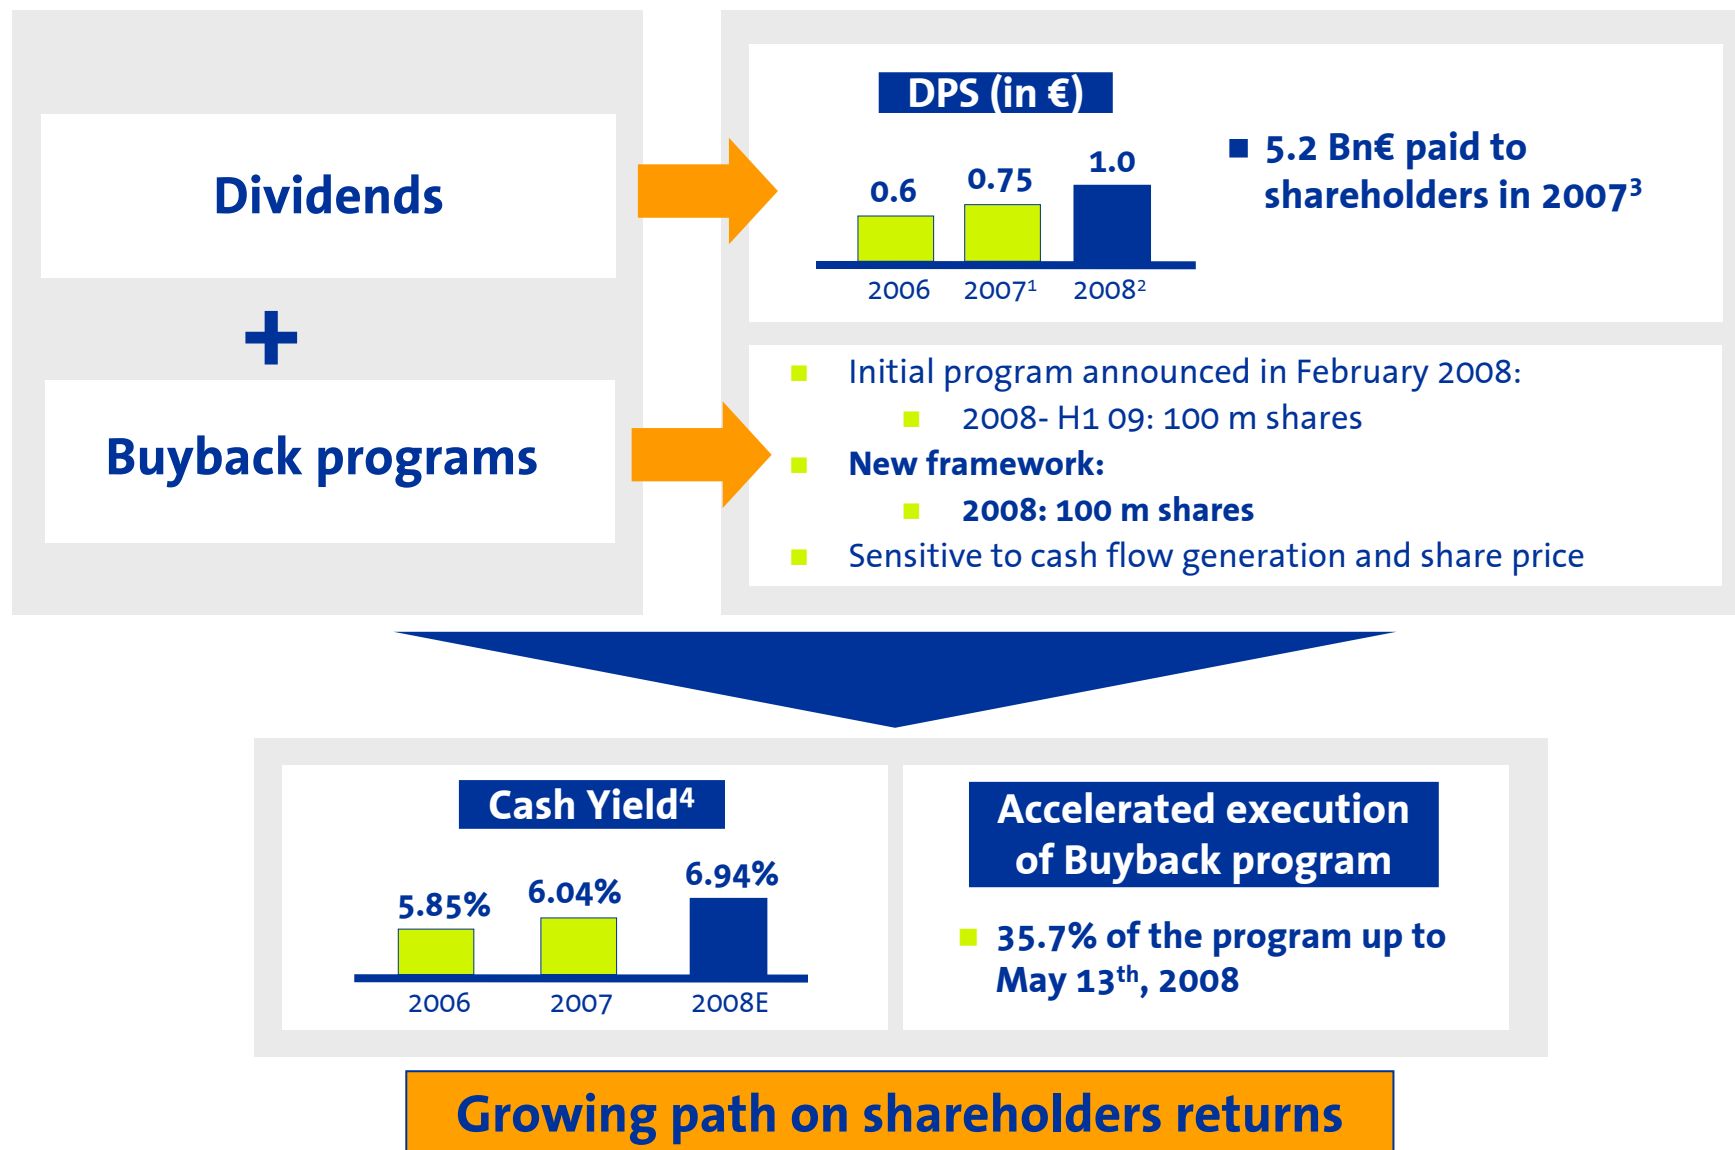 Dividends
+
Buyback programs
DPS (in €)
0.6
0.75
1.0
2006
2007¹
2008²
5.2 Bn€ paid to
shareholders in 2007³
Initial program announced in February 2008:
2008- H1 09: 100 m shares
New framework:
2008: 100 m shares
Sensitive to cash flow generation and share price
Cash Yield⁴
5.85%
6.04%
6.94%
2006
2007
2008E
Accelerated execution
of Buyback program
35.7% of the program up to
May 13th, 2008
Growing path on shareholders returns